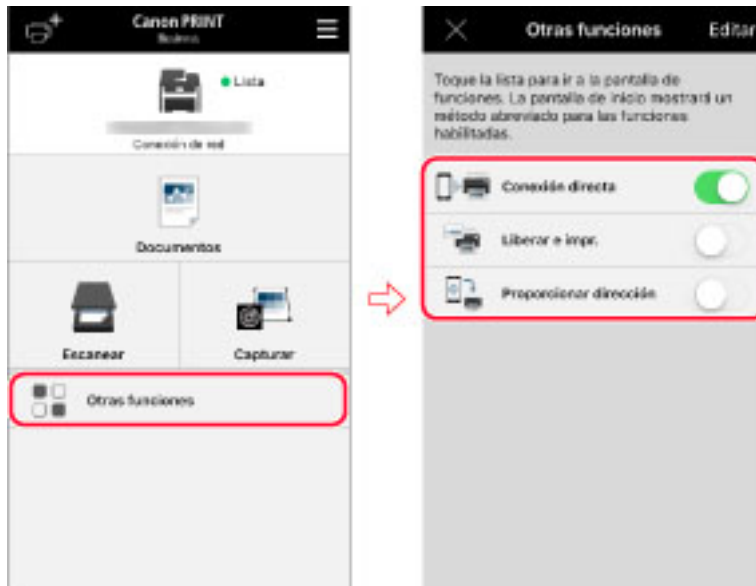 Canon PRINT
Business
Lista
Conexión de red
Documentos
Escanear
Capturar
Otras funciones
Otras funciones
Editar
Toque la lista para ir a la pantalla de
funciones. La pantalla de inicio mostrará un
método abreviado para las funciones
habilitadas.
Conexión directa
Liberar e impr.
Proporcionar dirección